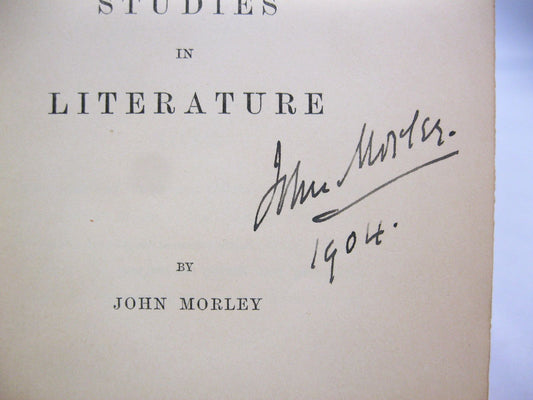 STUDIES
IN
LITERATURE
John Morley.
1904.
BY
JOHN MORLEY